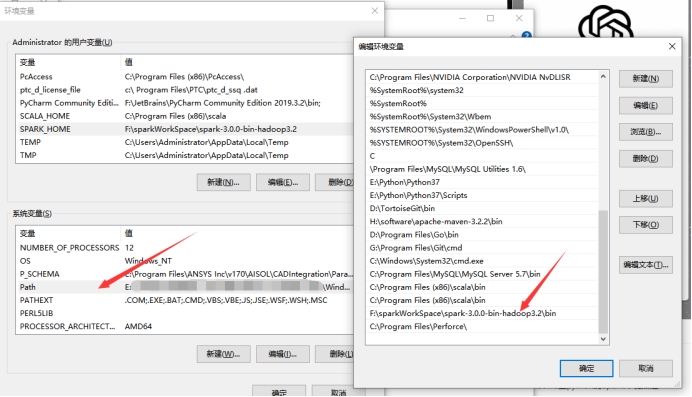 环境变量
Administrator 的用户变量(U)
变量 值
PcAccess C:\Program Files (x86)\PcAccess\
ptc_d_license_file c:\ Program Files\PTC\ptc_d_ssq .dat
PyCharm Community Edition F:\JetBrains\PyCharm Community Edition 2019.3.2\bin;
SCALA_HOME C:\Program Files (x86)\scala
SPARK_HOME F:\sparkWorkSpace\spark-3.0.0-bin-hadoop3.2
TEMP C:\Users\Administrator\AppData\Local\Temp
TMP C:\Users\Administrator\AppData\Local\Temp
新建(N)... 编辑(E)... 删除(D)
系统变量(S)
变量 值
NUMBER_OF_PROCESSORS 12
OS Windows_NT
P_SCHEMA C:\Program Files\ANSYS Inc\v170\AISOL\CADIntegration\Para...
Path E: \Wind...
PATHEXT .COM;.EXE;.BAT;.CMD;.VBS;.VBE;.JS;.JSE;.WSF;.WSH;.MSC
PERL5LIB
PROCESSOR_ARCHITECT... AMD64
新建(W)... 编辑(I)... 删除(L)
确定 取消
编辑环境变量
C:\Program Files\NVIDIA Corporation\NVIDIA NvDLISR
%SystemRoot%\system32
%SystemRoot%
%SystemRoot%\System32\Wbem
%SYSTEMROOT%\System32\WindowsPowerShell\v1.0\
%SYSTEMROOT%\System32\OpenSSH\
C
\Program Files\MySQL\MySQL Utilities 1.6\
E:\Python\Python37
E:\Python\Python37\Scripts
D:\TortoiseGit\bin
H:\software\apache-maven-3.2.2\bin
D:\Program Files\Go\bin
G:\Program Files\Git\cmd
C:\Windows\System32\cmd.exe
C:\Program Files\MySQL\MySQL Server 5.7\bin
C:\Program Files (x86)\scala\bin
C:\Program Files (x86)\scala\bin
F:\sparkWorkSpace\spark-3.0.0-bin-hadoop3.2\bin
C:\Program Files\Perforce\
新建(N)
编辑(E)
浏览(B)...
删除(D)
上移(U)
下移(O)
编辑文本(T)...
确定 取消